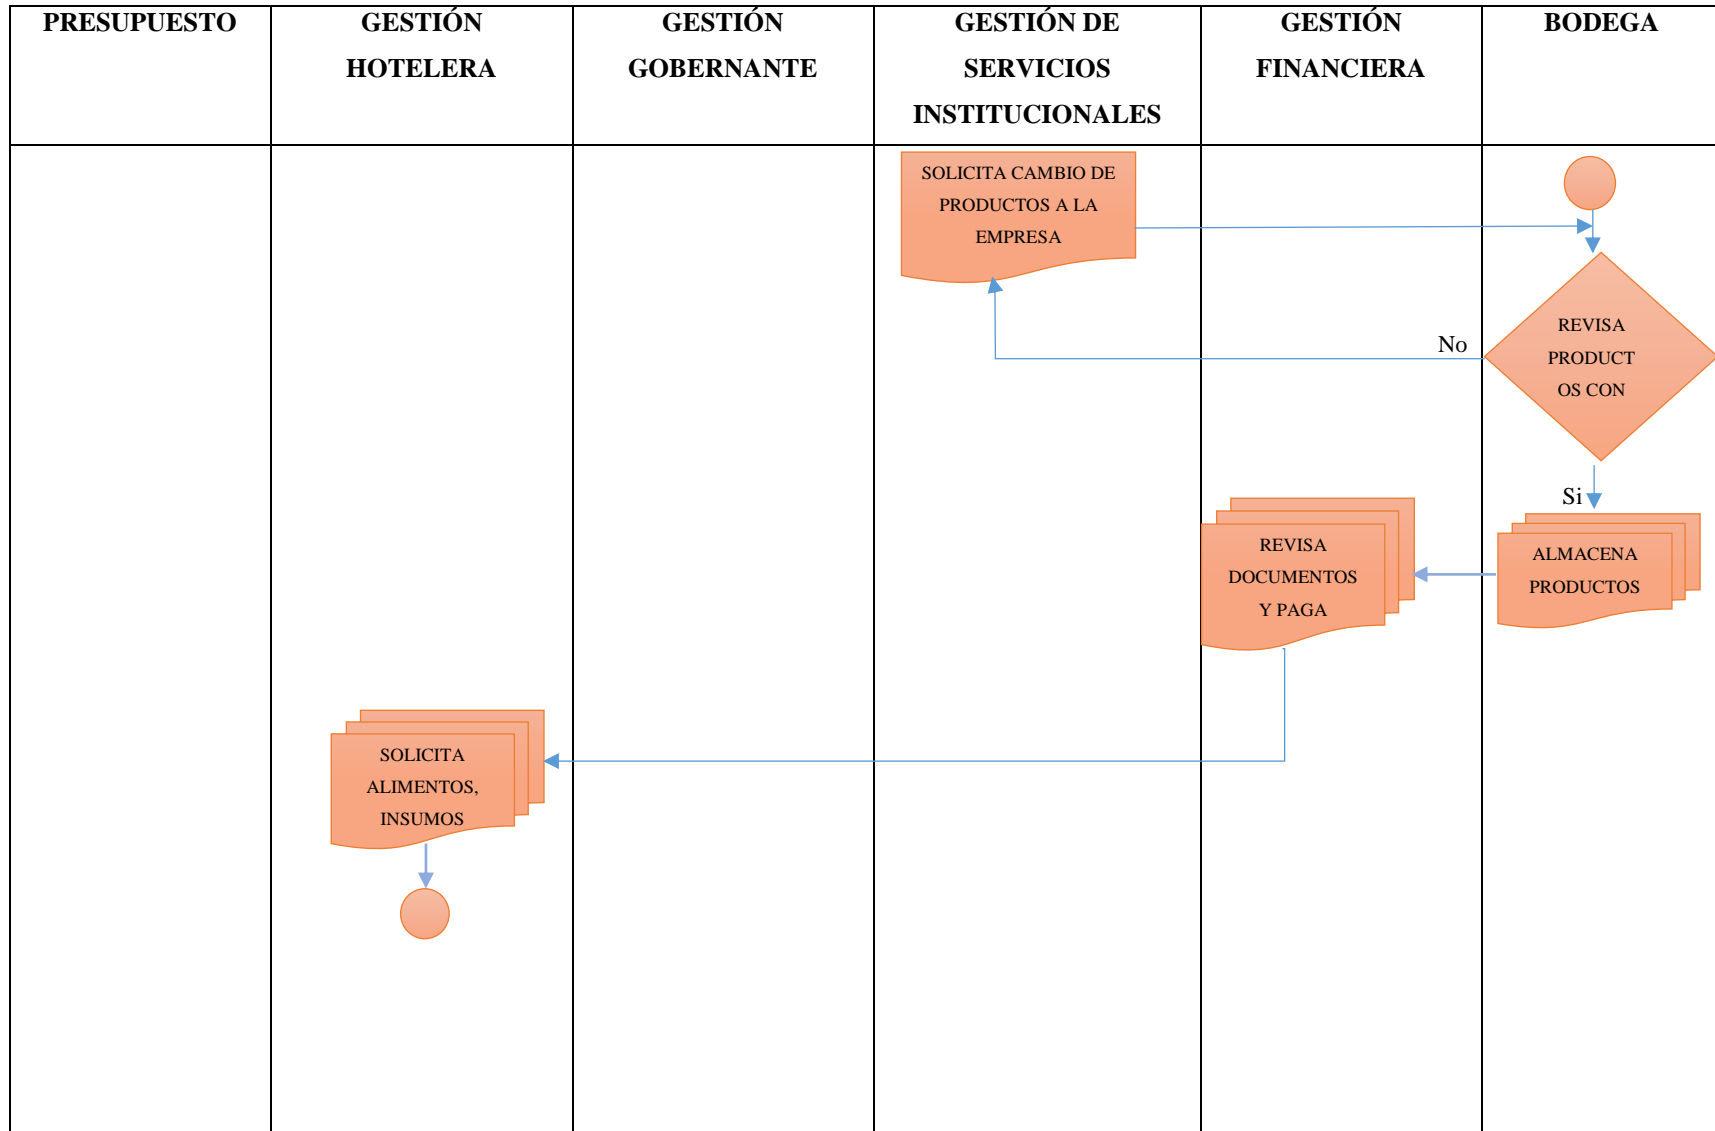 PRESUPUESTO
GESTIÓN
HOTELERA
GESTIÓN
GOBERNANTE
GESTIÓN DE
SERVICIOS
INSTITUCIONALES
GESTIÓN
FINANCIERA
BODEGA
SOLICITA CAMBIO DE
PRODUCTOS A LA
EMPRESA
REVISA
PRODUCT
OS CON
No
Si
REVISA
DOCUMENTOS
Y PAGA
ALMACENA
PRODUCTOS
SOLICITA
ALIMENTOS,
INSUMOS